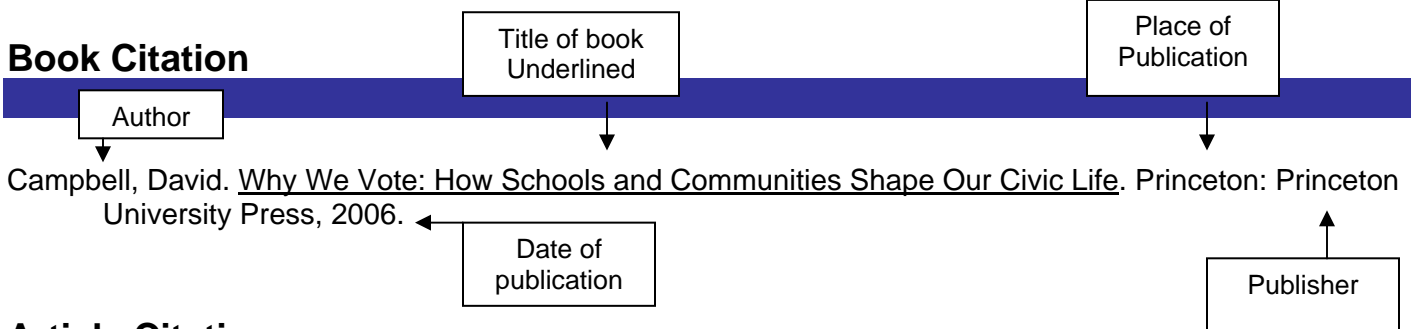 Book Citation
Title of book
Underlined
Place of
Publication
Author
Campbell, David. Why We Vote: How Schools and Communities Shape Our Civic Life. Princeton: Princeton
University Press, 2006.
Date of
publication
Publisher